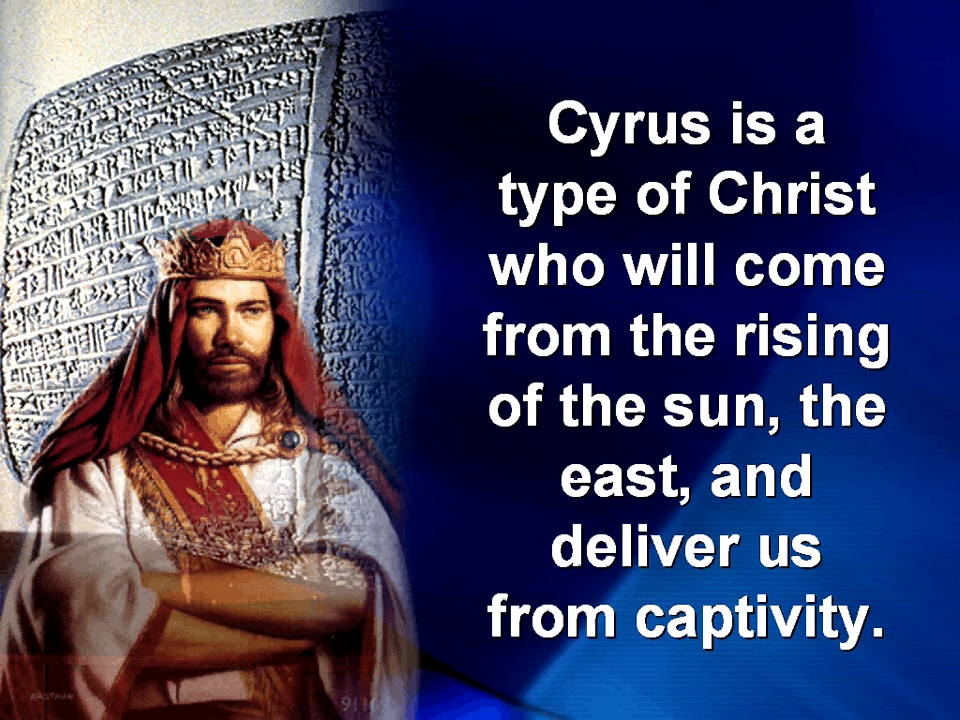 Cyrus is a
type of Christ
who will come
from the rising
of the sun, the
east, and
deliver us
from captivity.